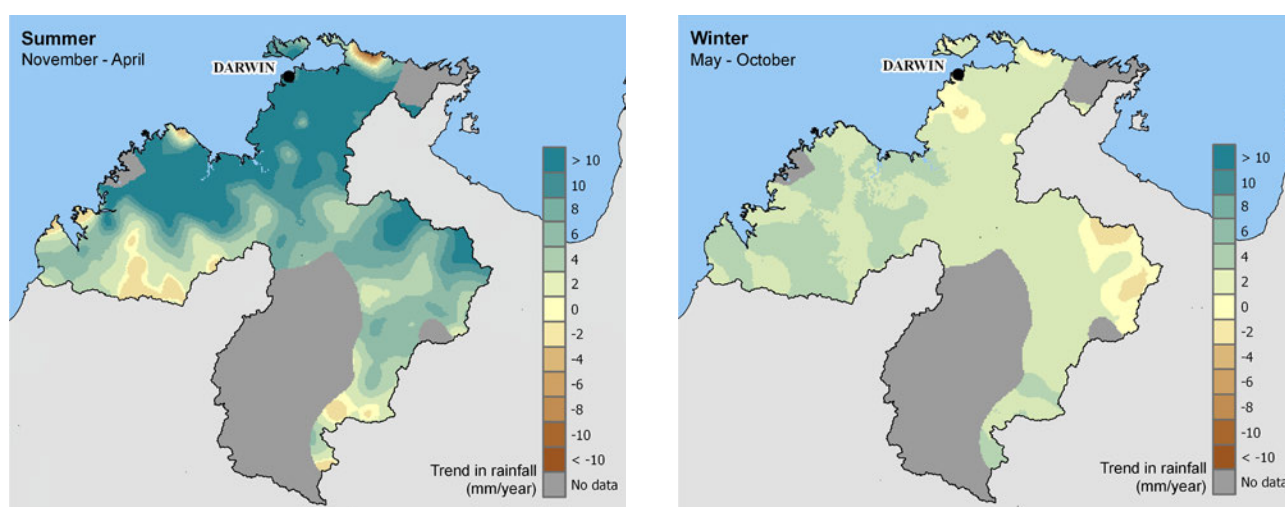 Summer
November - April
DARWIN
> 10
10
8
6
4
2
0
-2
-4
-6
-8
-10
< -10
No data
Trend in rainfall
(mm/year)
Winter
May - October
DARWIN
> 10
10
8
6
4
2
0
-2
-4
-6
-8
-10
< -10
No data
Trend in rainfall
(mm/year)